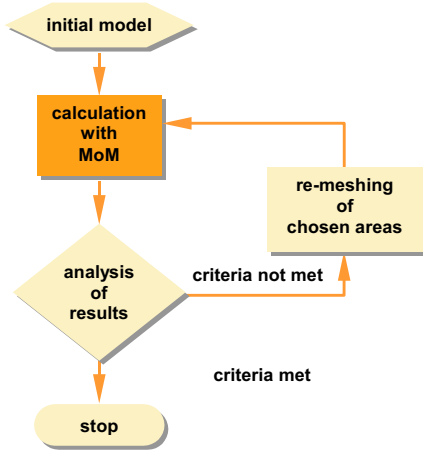 initial model
calculation
with
MoM
re-meshing
of
chosen areas
analysis
of
results
criteria not met
criteria met
stop